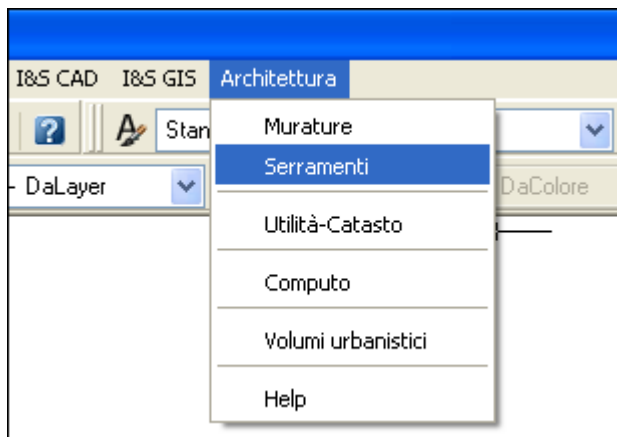 I&S CAD I&S GIS Architettura
Stan
Murature
Serramenti
DaLayer
DaColore
Utilità-Catasto
Computo
Volumi urbanistici
Help